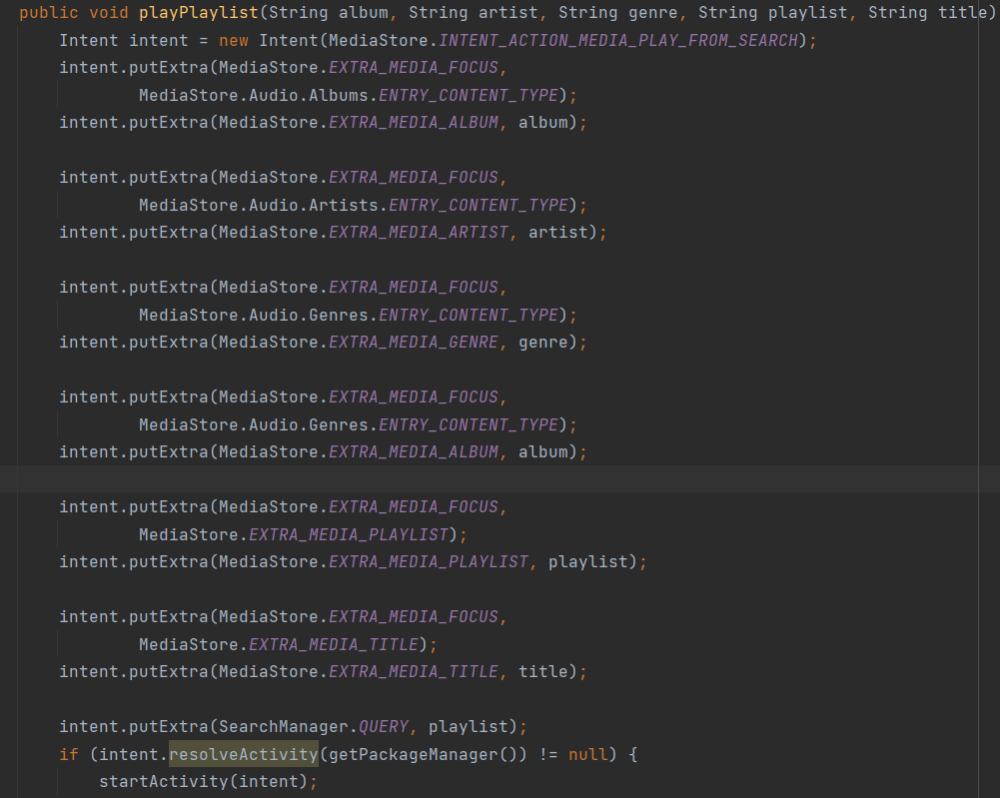 public void playPlaylist(String album, String artist, String genre, String playlist, String title)
Intent intent = new Intent(MediaStore.INTENT_ACTION_MEDIA_PLAY_FROM_SEARCH);
intent.putExtra(MediaStore.EXTRA_MEDIA_FOCUS,
MediaStore.Audio.Albums.ENTRY_CONTENT_TYPE);
intent.putExtra(MediaStore.EXTRA_MEDIA_ALBUM, album);
intent.putExtra(MediaStore.EXTRA_MEDIA_FOCUS,
MediaStore.Audio.Artists.ENTRY_CONTENT_TYPE);
intent.putExtra(MediaStore.EXTRA_MEDIA_ARTIST, artist);
intent.putExtra(MediaStore.EXTRA_MEDIA_FOCUS,
MediaStore.Audio.Genres.ENTRY_CONTENT_TYPE);
intent.putExtra(MediaStore.EXTRA_MEDIA_GENRE, genre);
intent.putExtra(MediaStore.EXTRA_MEDIA_FOCUS,
MediaStore.Audio.Genres.ENTRY_CONTENT_TYPE);
intent.putExtra(MediaStore.EXTRA_MEDIA_ALBUM, album);
intent.putExtra(MediaStore.EXTRA_MEDIA_FOCUS,
MediaStore.EXTRA_MEDIA_PLAYLIST);
intent.putExtra(MediaStore.EXTRA_MEDIA_PLAYLIST, playlist);
intent.putExtra(MediaStore.EXTRA_MEDIA_FOCUS,
MediaStore.EXTRA_MEDIA_TITLE);
intent.putExtra(MediaStore.EXTRA_MEDIA_TITLE, title);
intent.putExtra(SearchManager.QUERY, playlist);
if (intent.resolveActivity(getPackageManager()) != null) {
startActivity(intent);